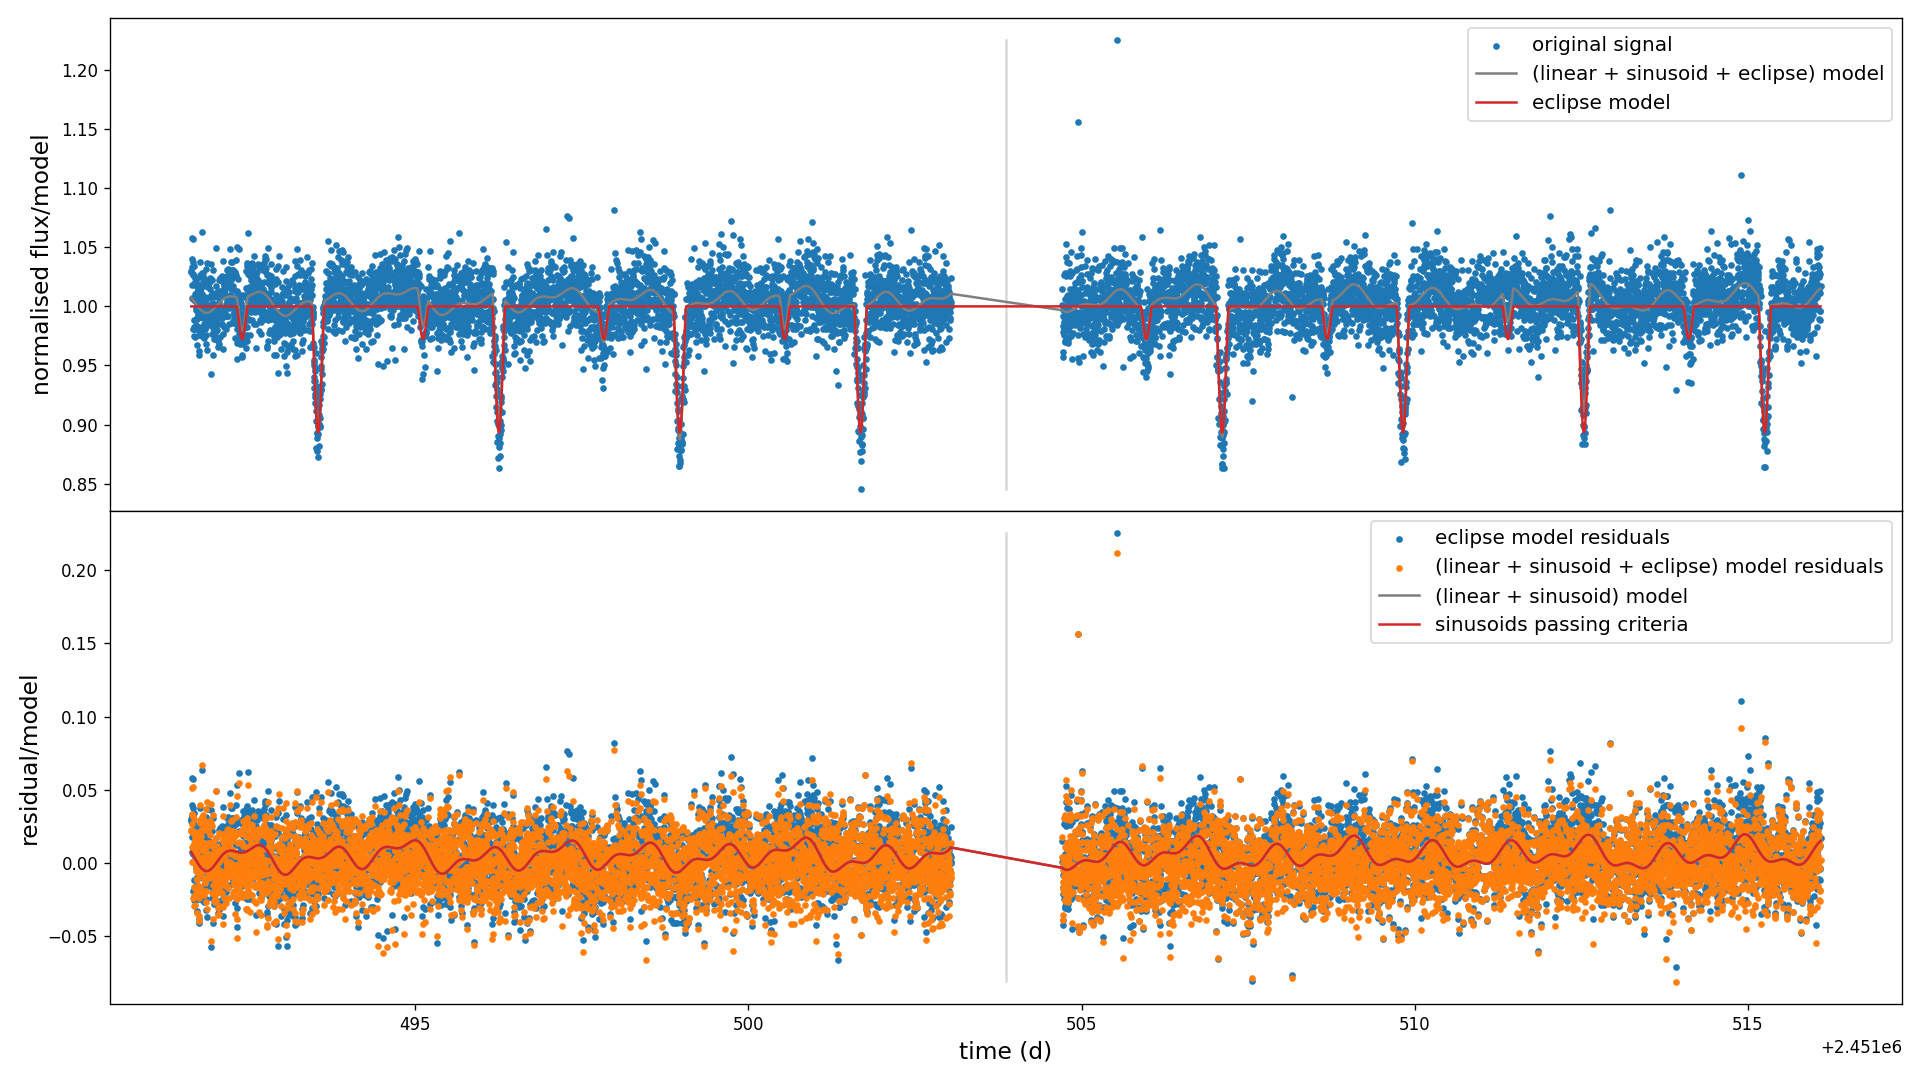 normalised flux/model
1.20
1.15
1.10
1.05
1.00
0.95
0.90
0.85
original signal
(linear + sinusoid + eclipse) model
eclipse model
residual/model
0.20
0.15
0.10
0.05
0.00
−0.05
eclipse model residuals
(linear + sinusoid + eclipse) model residuals
(linear + sinusoid) model
sinusoids passing criteria
495 500 505 510 515
time (d)
+2.451e6